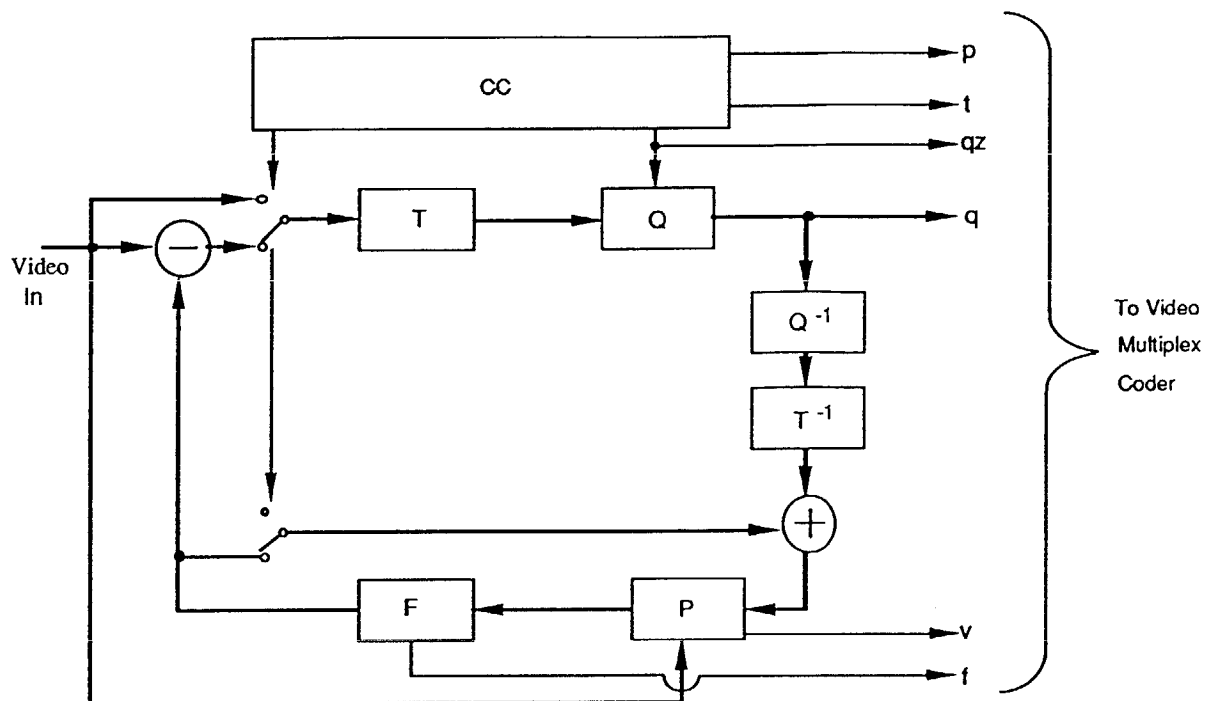 CC
p
t
qz
T
Q
q
−
Video
In
Q -1
T -1
To Video
Multiplex
Coder
+
F
P
v
f